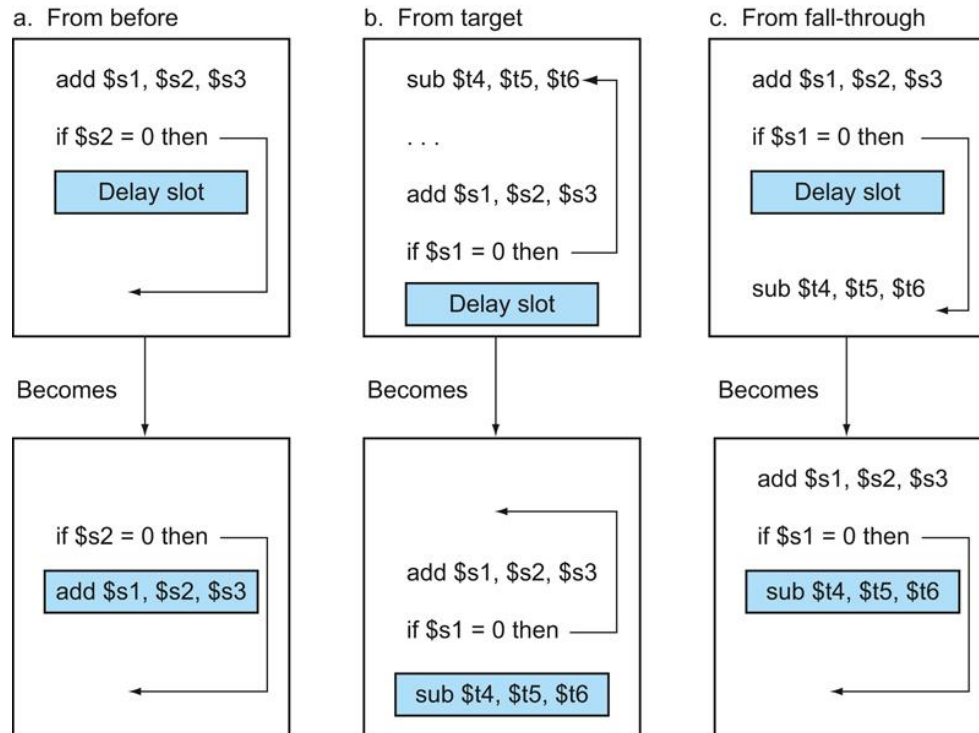 a. From before
add $s1, $s2, $s3
if $s2 = 0 then
Delay slot
Becomes
if $s2 = 0 then
add $s1, $s2, $s3
b. From target
sub $t4, $t5, $t6
. . .
add $s1, $s2, $s3
if $s1 = 0 then
Delay slot
Becomes
add $s1, $s2, $s3
if $s1 = 0 then
sub $t4, $t5, $t6
c. From fall-through
add $s1, $s2, $s3
if $s1 = 0 then
Delay slot
sub $t4, $t5, $t6
Becomes
add $s1, $s2, $s3
if $s1 = 0 then
sub $t4, $t5, $t6